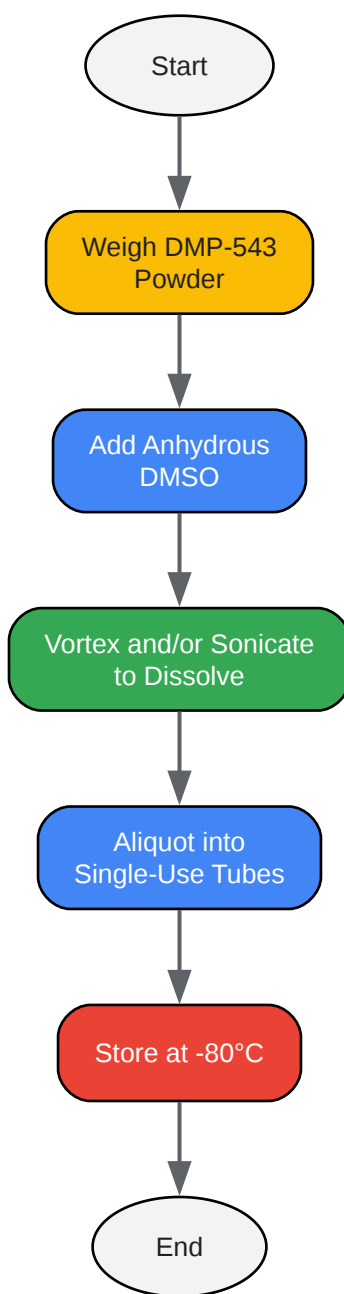 Start
Weigh DMP-543
Powder
Add Anhydrous
DMSO
Vortex and/or Sonicate
to Dissolve
Aliquot into
Single-Use Tubes
Store at -80°C
End